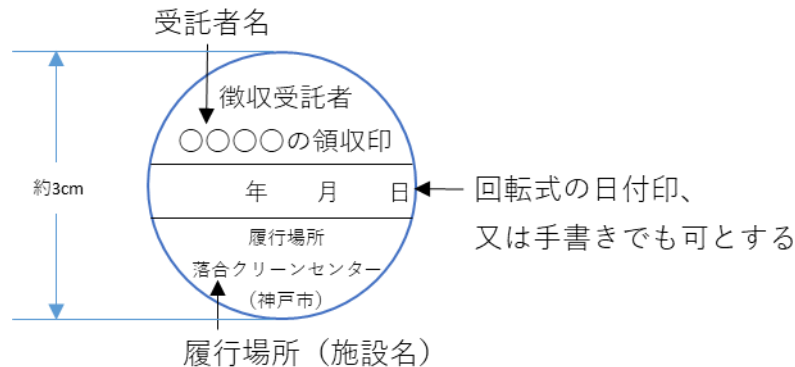 受託者名
徴収受託者
○○○○の領収印
約3cm
年　月　日
回転式の日付印、
又は手書きでも可とする
履行場所
落合クリーンセンター
（神戸市）
履行場所（施設名）